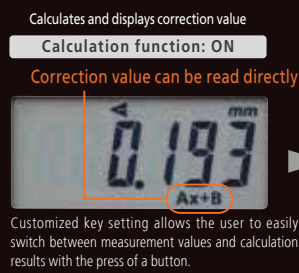 Calculates and displays correction value
Calculation function: ON
Correction value can be read directly
mm
0.193
Ax+B
Customized key setting allows the user to easily
switch between measurement values and calculation
results with the press of a button.